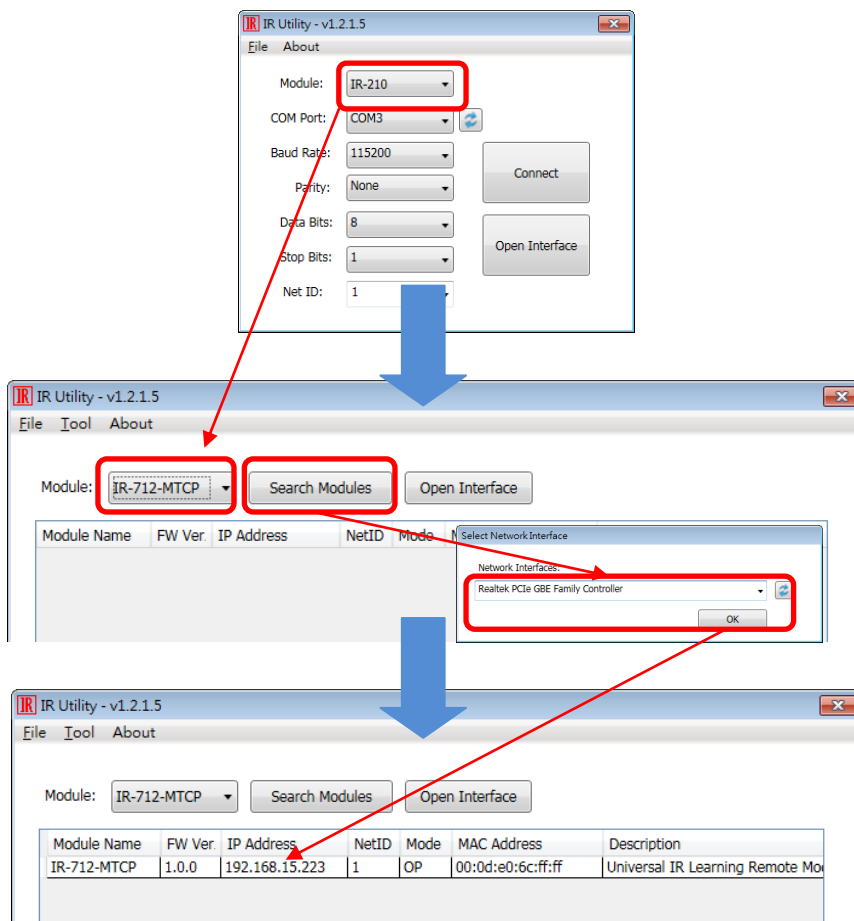 IR IR Utility - v1.2.1.5
File About
Module: IR-210
COM Port: COM3
Baud Rate: 115200
Parity: None
Data Bits: 8
Stop Bits: 1
Net ID: 1
Connect
Open Interface
IR IR Utility - v1.2.1.5
File Tool About
Module: IR-712-MTCP Search Modules Open Interface
Module Name FW Ver. IP Address NetID Mode
Select Network Interface
Network Interfaces:
Realtek PCIe GBE Family Controller
OK
IR IR Utility - v1.2.1.5
File Tool About
Module: IR-712-MTCP Search Modules Open Interface
Module Name FW Ver. IP Address NetID Mode MAC Address Description
IR-712-MTCP 1.0.0 192.168.15.223 1 OP 00:0d:e0:6c:ff:ff Universal IR Learning Remote